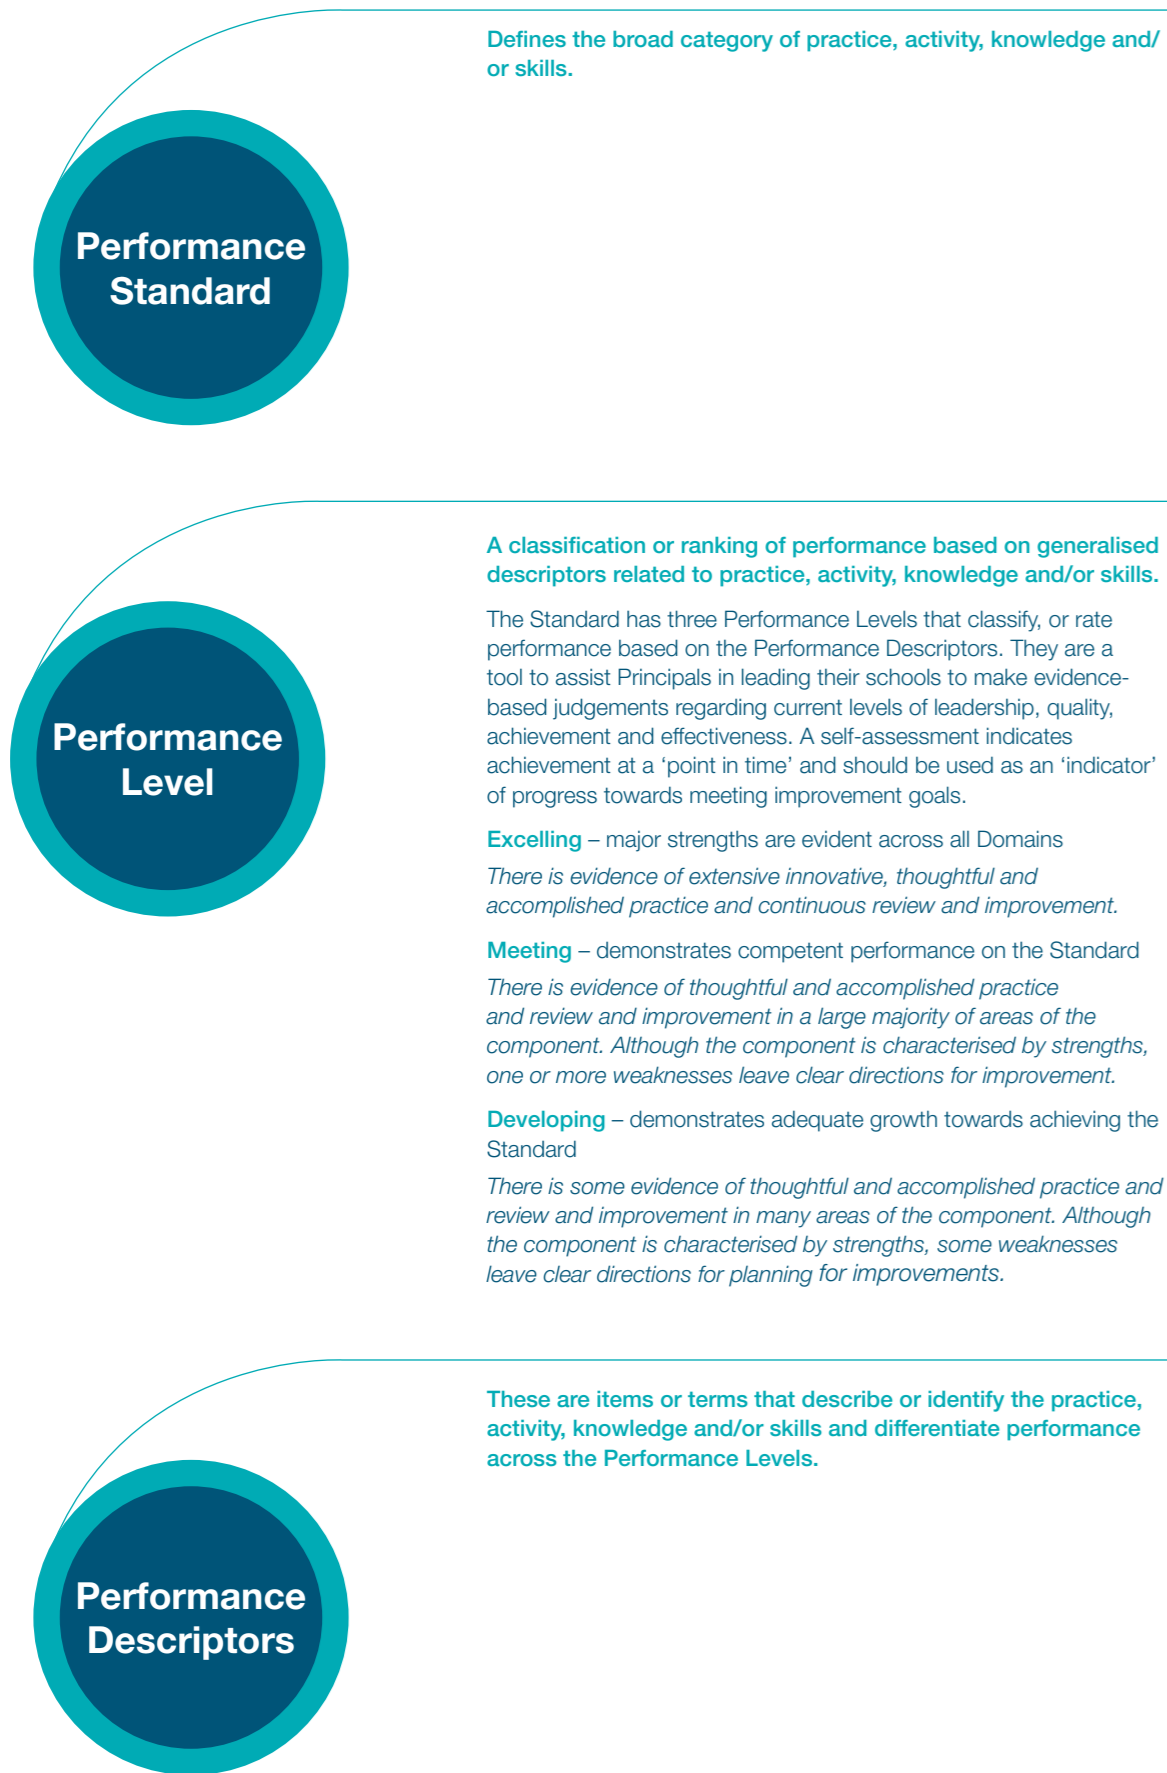 Defines the broad category of practice, activity, knowledge and/
or skills.
Performance
Standard
A classification or ranking of performance based on generalised
descriptors related to practice, activity, knowledge and/or skills.
The Standard has three Performance Levels that classify, or rate
performance based on the Performance Descriptors. They are a
tool to assist Principals in leading their schools to make evidence-
based judgements regarding current levels of leadership, quality,
achievement and effectiveness. A self-assessment indicates
achievement at a ‘point in time’ and should be used as an ‘indicator’
of progress towards meeting improvement goals.
Performance
Level
Excelling – major strengths are evident across all Domains
There is evidence of extensive innovative, thoughtful and
accomplished practice and continuous review and improvement.
Meeting – demonstrates competent performance on the Standard
There is evidence of thoughtful and accomplished practice
and review and improvement in a large majority of areas of the
component. Although the component is characterised by strengths,
one or more weaknesses leave clear directions for improvement.
Developing – demonstrates adequate growth towards achieving the
Standard
There is some evidence of thoughtful and accomplished practice and
review and improvement in many areas of the component. Although
the component is characterised by strengths, some weaknesses
leave clear directions for planning for improvements.
These are items or terms that describe or identify the practice,
activity, knowledge and/or skills and differentiate performance
across the Performance Levels.
Performance
Descriptors